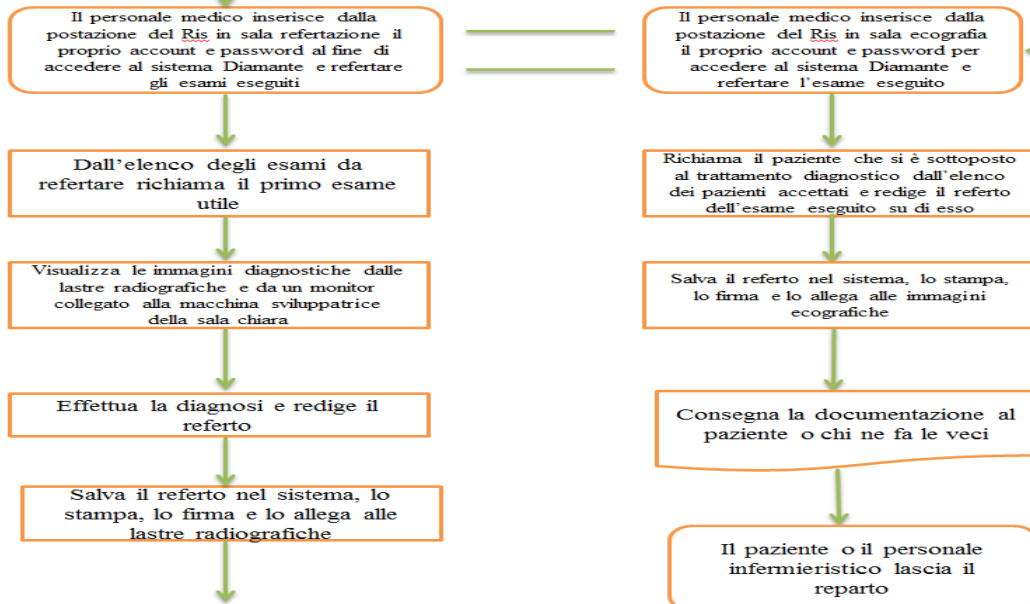 Il personale medico inserisce dalla
postazione del Ris in sala refertazione il
proprio account e password al fine di
accedere al sistema Diamante e refertare
gli esami eseguiti
Dall’elenco degli esami da
refertare richiama il primo esame
utile
Visualizza le immagini diagnostiche dalle
lastre radiografiche e da un monitor
collegato alla macchina sviluppatrice
della sala chiara
Effettua la diagnosi e redige il
referto
Salva il referto nel sistema, lo
stampa, lo firma e lo allega alle
lastre radiografiche
Il personale medico inserisce dalla
postazione del Ris in sala ecografia
il proprio account e password per
accedere al sistema Diamante e
refertare l’esame eseguito
Richiama il paziente che si è sottoposto
al trattamento diagnostico dall’elenco
dei pazienti accettati e redige il referto
dell’esame eseguito su di esso
Salva il referto nel sistema, lo stampa,
lo firma e lo allega alle immagini
ecografiche
Consegna la documentazione al
paziente o chi ne fa le veci
Il paziente o il personale
infermieristico lascia il
reparto